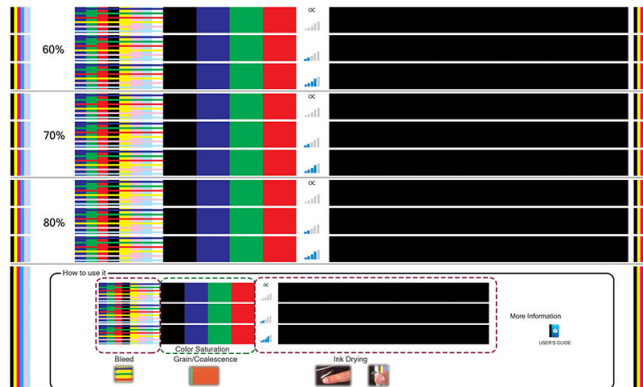 OC
60%
OC
70%
OC
80%
How to use it
OC
More Information
USER'S GUIDE
Color Saturation
Bleed
Grain/Coalescence
Ink Drying